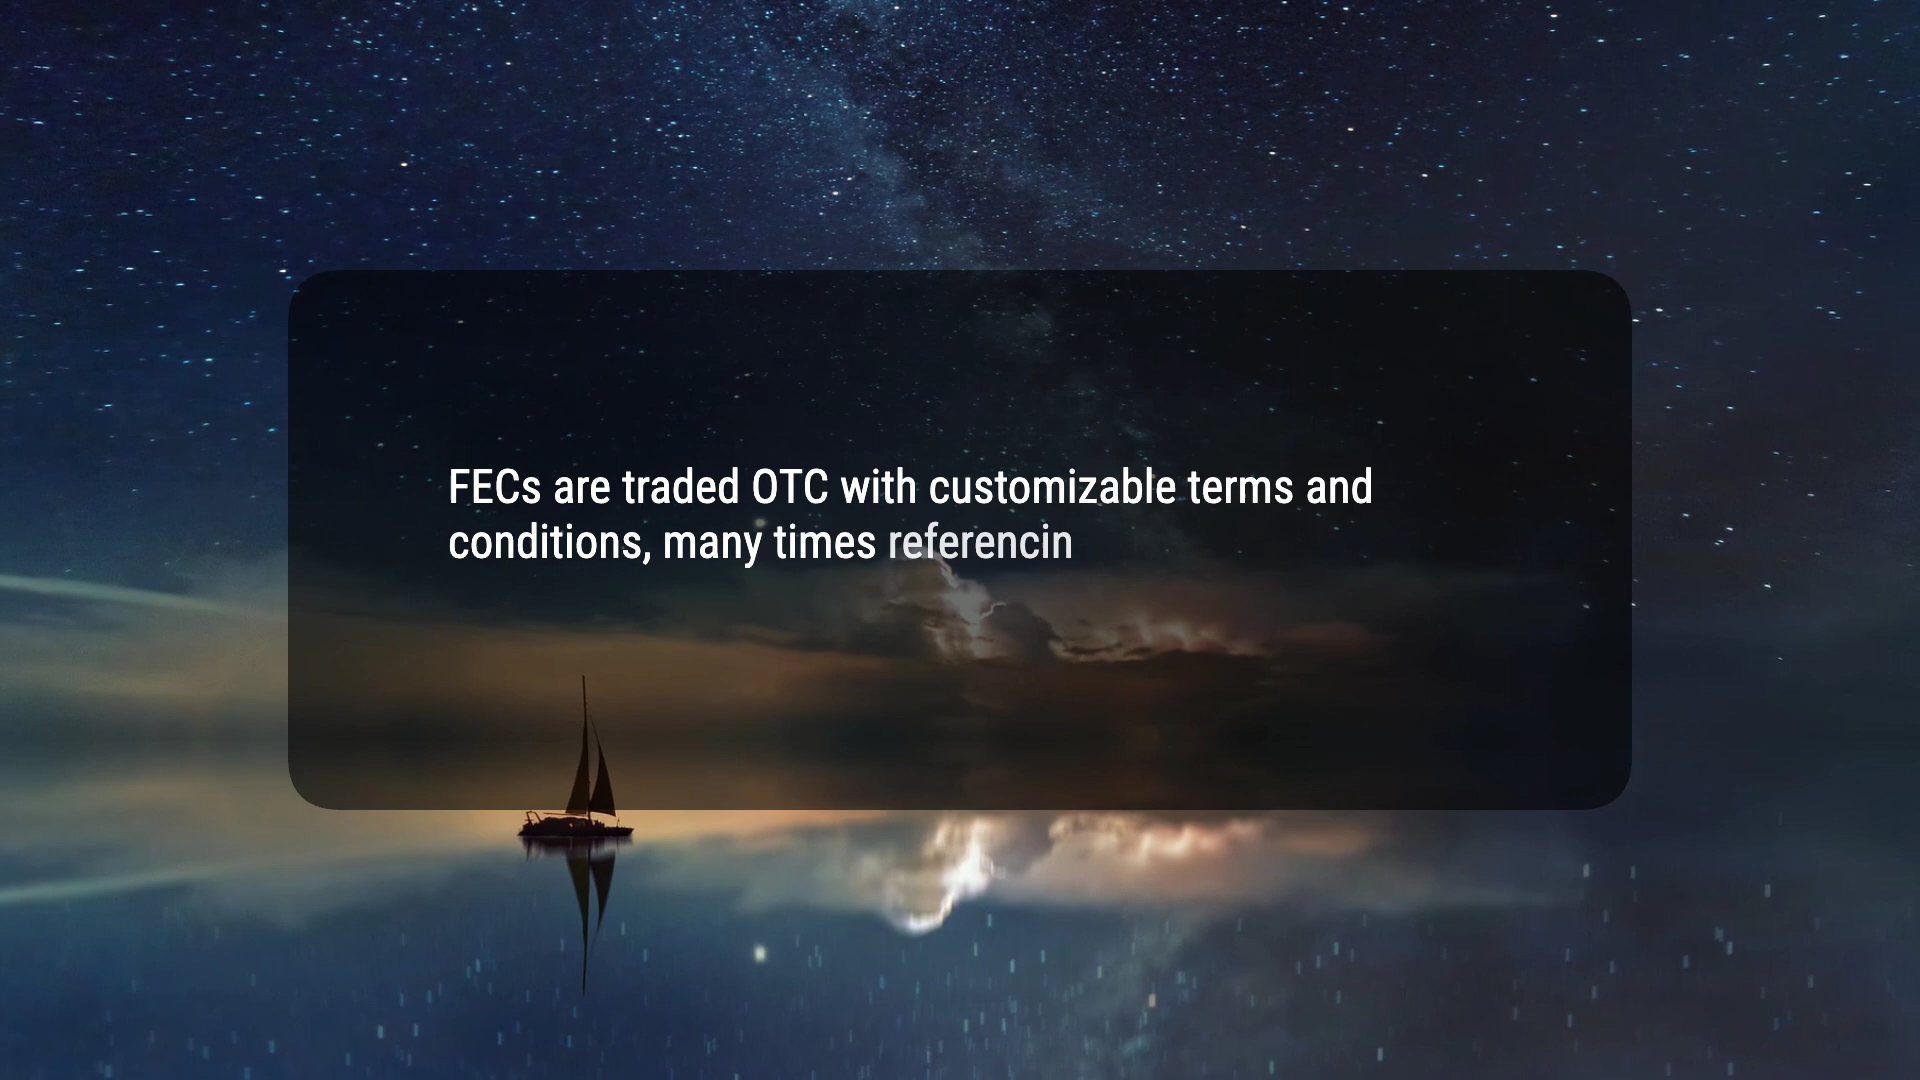 FECs are traded OTC with customizable terms and
conditions, many times referencin